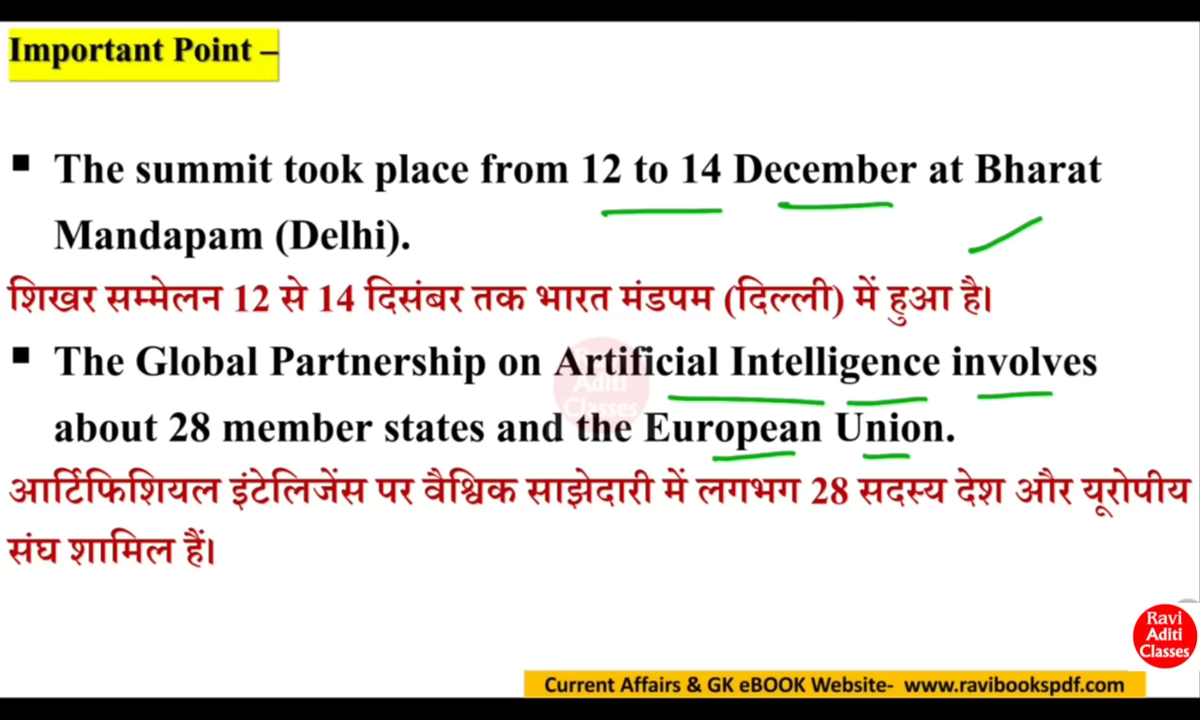 Important Point –
▪ The summit took place from 12 to 14 December at Bharat
Mandapam (Delhi).
शिखर सम्मेलन 12 से 14 दिसंबर तक भारत मंडपम (दिल्ली) में हुआ है।
▪ The Global Partnership on Artificial Intelligence involves
about 28 member states and the European Union.
आर्टिफिशियल इंटेलिजेंस पर वैश्विक साझेदारी में लगभग 28 सदस्य देश और यूरोपीय
संघ शामिल हैं।
Ravi
Aditi
Classes
Ravi
Aditi
Classes
Current Affairs & GK eBOOK Website- www.ravibookspdf.com